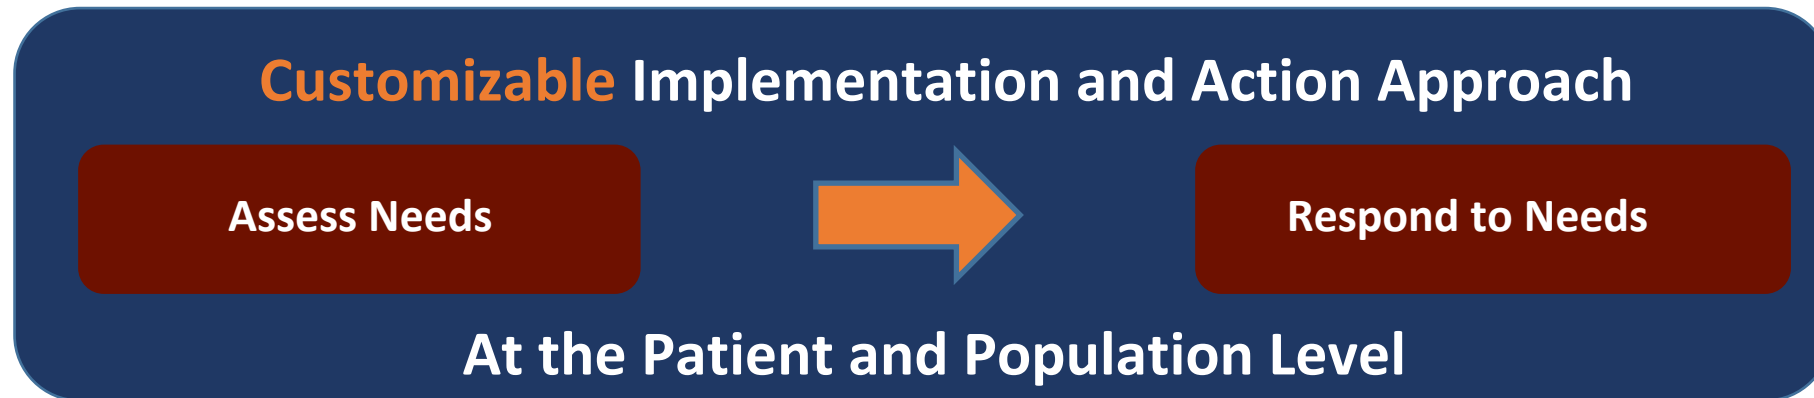 Customizable Implementation and Action Approach
Assess Needs
Respond to Needs
At the Patient and Population Level